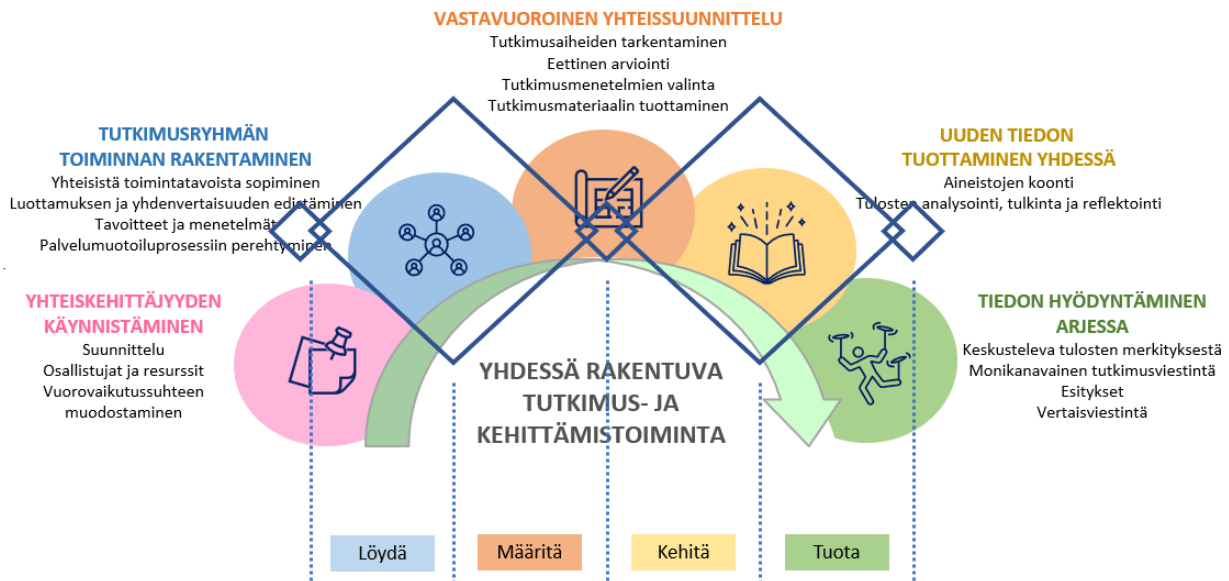 VASTAVUOROINEN YHTEISSUUNNITTELU
Tutkimusaiheiden tarkentaminen
Eettinen arviointi
Tutkimusmenetelmien valinta
Tutkimusmateriaalin tuottaminen
TUTKIMUSRYHMÄN
TOIMINNAN RAKENTAMINEN
Yhteisistä toimintatavoista sopiminen
Luottamuksen ja yhdenvertaisuuden edistäminen
Tavoitteet ja menetelmät
Palvelumuotoiluprosessiin perehtyminen
UUDEN TIEDON
TUOTTAMINEN YHDESSÄ
Aineistojen koonti
Tulosten analysointi, tulkinta ja reflektointi
YHTEISKEHITTÄJYYDEN
KÄYNNISTÄMINEN
Suunnittelu
Osallistujat ja resurssit
Vuorovaikutussuhteen
muodostaminen
TIEDON HYÖDYNTÄMINEN
ARJESSA
Keskusteleva tulosten merkityksestä
Monikanavainen tutkimusviestintä
Esitykset
Vertaisviestintä
YHDESSÄ RAKENTUVA
TUTKIMUS- JA
KEHITTÄMISTOIMINTA
Löydä
Määritä
Kehitä
Tuota